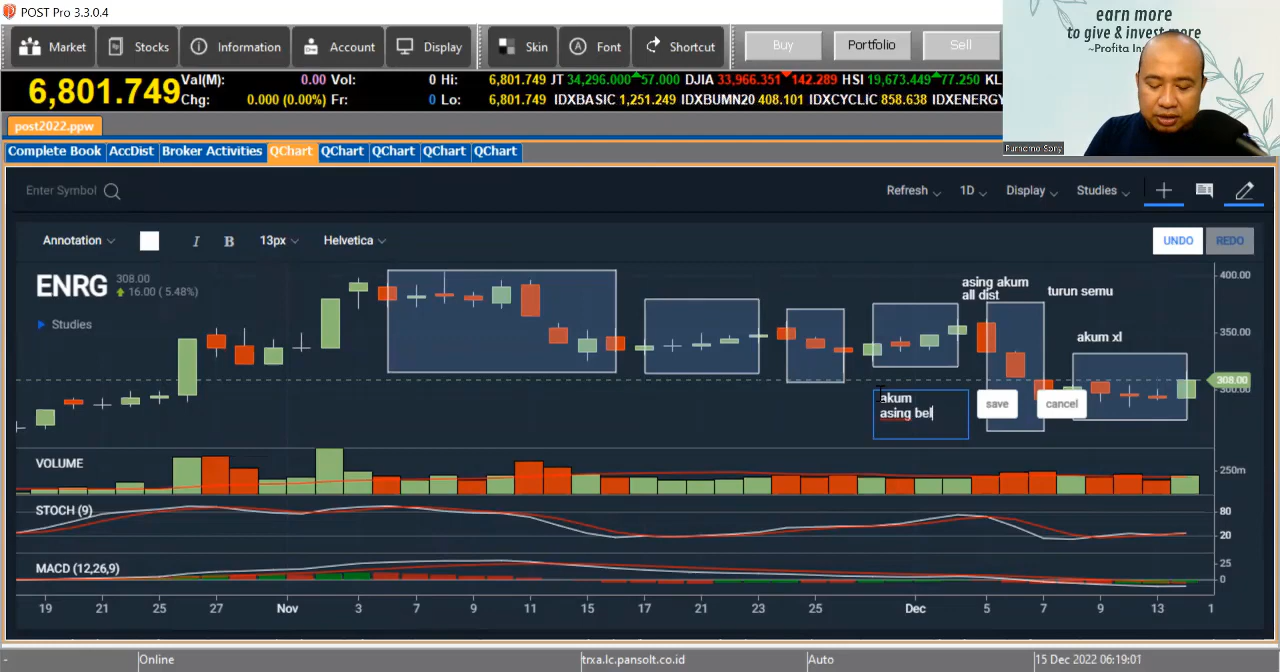 POST Pro 3.3.0.4
Market
Stocks
Information
Account
Display
Skin
Font
Shortcut
Buy
Portfolio
Sell
earn more
to give & invest more
~Profita
Purnomo Sony
6,801.749
Val(M): 0.00 Vol: 0 Hi: 6,801.749 JT 34,296.000 57.000 DJIA 33,966.351 142.289 HSI 19,673.449 77.250 KL
Chg: 0.000 (0.00%) Fr: 0 Lo: 6,801.749 IDXBASIC 1,251.249 IDXBUMN20 408.101 IDXCYCLIC 858.638 IDXENERGY
post2022.ppw
Complete Book AccDist Broker Activities QChart QChart QChart QChart QChart
Enter Symbol
Refresh 1D Display Studies
Annotation I B 13px Helvetica
UNDO REDO
ENRG
308.00
16.00 ( 5.48%)
Studies
asing akum
all dist
turun semu
akum xl
akum
asing bel
save
cancel
400.00
350.00
308.00
300.00
VOLUME
250m
STOCH (9)
80
20
MACD (12,26,9)
25
0
19 21 25 27 Nov 3 7 9 11 15 17 21 23 25 Dec 5 7 9 13 1
-
Online
trxa.lc.pansolt.co.id
Auto
15 Dec 2022 06:19:01